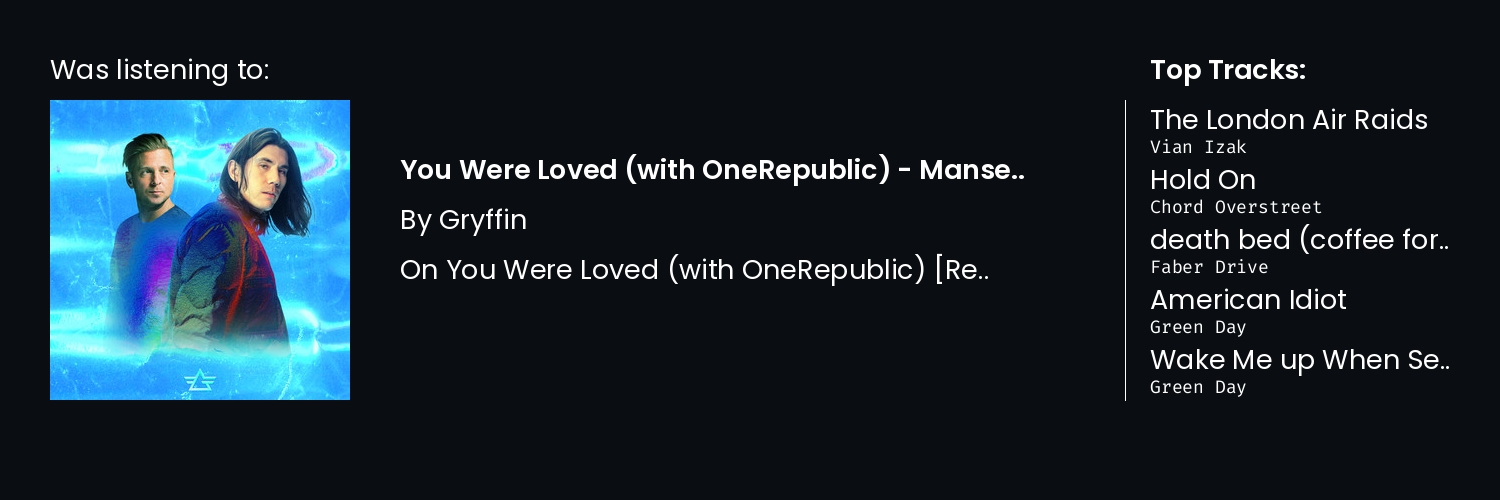 Was listening to:
You Were Loved (with OneRepublic) - Manse..
By Gryffin
On You Were Loved (with OneRepublic) [Re..
Top Tracks:
The London Air Raids
Vian Izak
Hold On
Chord Overstreet
death bed (coffee for..
Faber Drive
American Idiot
Green Day
Wake Me up When Se..
Green Day